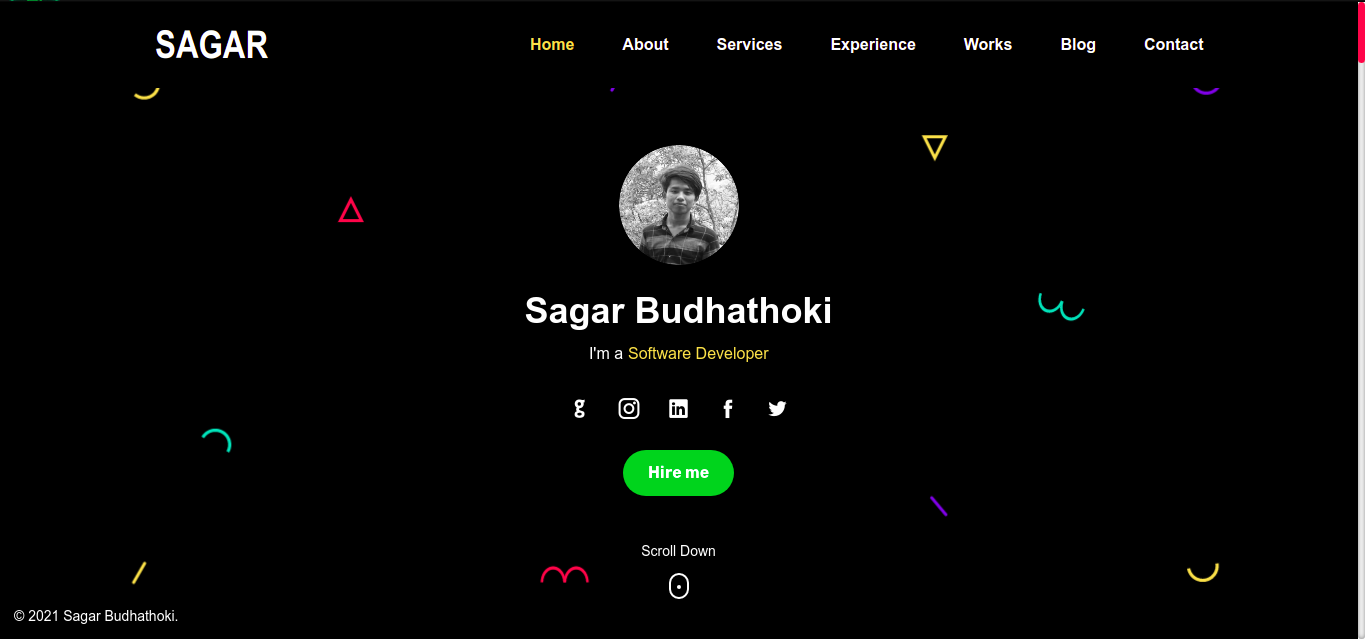 SAGAR
Home About Services Experience Works Blog Contact
Sagar Budhathoki
I'm a Software Developer
Hire me
Scroll Down
© 2021 Sagar Budhathoki.